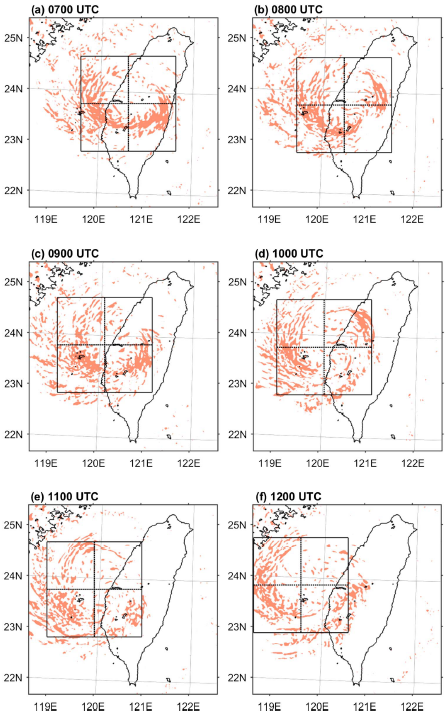 (a) 0700 UTC
(b) 0800 UTC
25N
24N
23N
22N
25N
24N
23N
22N
119E 120E 121E 122E
119E 120E 121E 122E
(c) 0900 UTC
(d) 1000 UTC
25N
24N
23N
22N
25N
24N
23N
22N
119E 120E 121E 122E
119E 120E 121E 122E
(e) 1100 UTC
(f) 1200 UTC
25N
24N
23N
22N
25N
24N
23N
22N
119E 120E 121E 122E
119E 120E 121E 122E